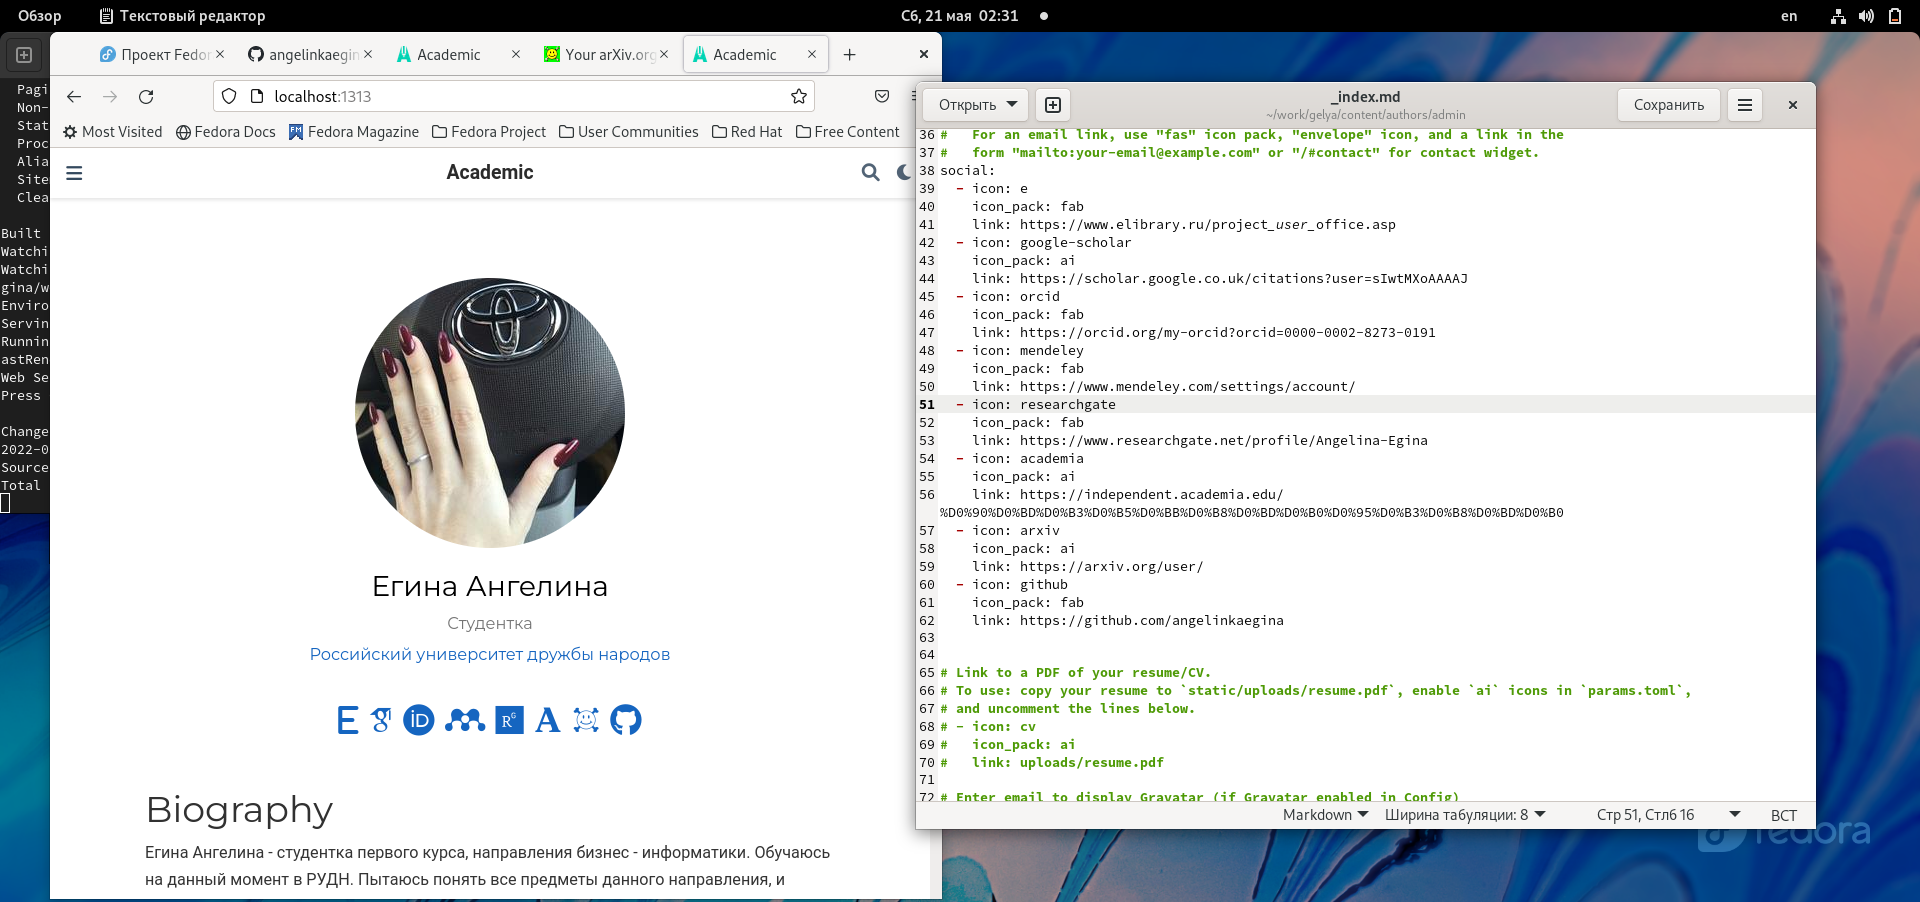 Обзор
Текстовый редактор
Сб, 21 мая 02:31
en
Проект Fedor
angelinkaegin
Academic
Your arXiv.org
Academic
localhost:1313
Most Visited
Fedora Docs
Fedora Magazine
Fedora Project
User Communities
Red Hat
Free Content
Pagi
Non-
Stat
Proc
Alia
Site
Clea
Built
Watchi
Watchi
gina/w
Enviro
Servin
Runnin
astRen
Web Se
Press
Change
2022-0
Source
Total
Academic
Егина Ангелина
Студентка
Российский университет дружбы народов
Biography
Егина Ангелина - студентка первого курса, направления бизнес - информатики. Обучаюсь
на данный момент в РУДН. Пытаюсь понять все предметы данного направления, и
Открыть
_index.md
~/work/gelya/content/authors/admin
Сохранить
36 #   For an email link, use "fas" icon pack, "envelope" icon, and a link in the
37 #   form "mailto:your-email@example.com" or "/#contact" for contact widget.
38 social:
39   - icon: e
40     icon_pack: fab
41     link: https://www.elibrary.ru/project_user_office.asp
42   - icon: google-scholar
43     icon_pack: ai
44     link: https://scholar.google.co.uk/citations?user=sIwtMXoAAAAJ
45   - icon: orcid
46     icon_pack: fab
47     link: https://orcid.org/my-orcid?orcid=0000-0002-8273-0191
48   - icon: mendeley
49     icon_pack: fab
50     link: https://www.mendeley.com/settings/account/
51   - icon: researchgate
52     icon_pack: fab
53     link: https://www.researchgate.net/profile/Angelina-Egina
54   - icon: academia
55     icon_pack: ai
56     link: https://independent.academia.edu/
%D0%90%D0%BD%D0%B3%D0%B5%D0%BB%D0%B8%D0%BD%D0%B0%D0%95%D0%B3%D0%B8%D0%BD%D0%B0
57   - icon: arxiv
58     icon_pack: ai
59     link: https://arxiv.org/user/
60   - icon: github
61     icon_pack: fab
62     link: https://github.com/angelinkaegina
63
64
65 # Link to a PDF of your resume/CV.
66 # To use: copy your resume to `static/uploads/resume.pdf`, enable `ai` icons in `params.toml`,
67 # and uncomment the lines below.
68 # - icon: cv
69 #   icon_pack: ai
70 #   link: uploads/resume.pdf
71
72 # Enter email to display Gravatar (if Gravatar enabled in Config)
Markdown
Ширина табуляции: 8
Стр 51, Стлб 16
ВСТ
fedora